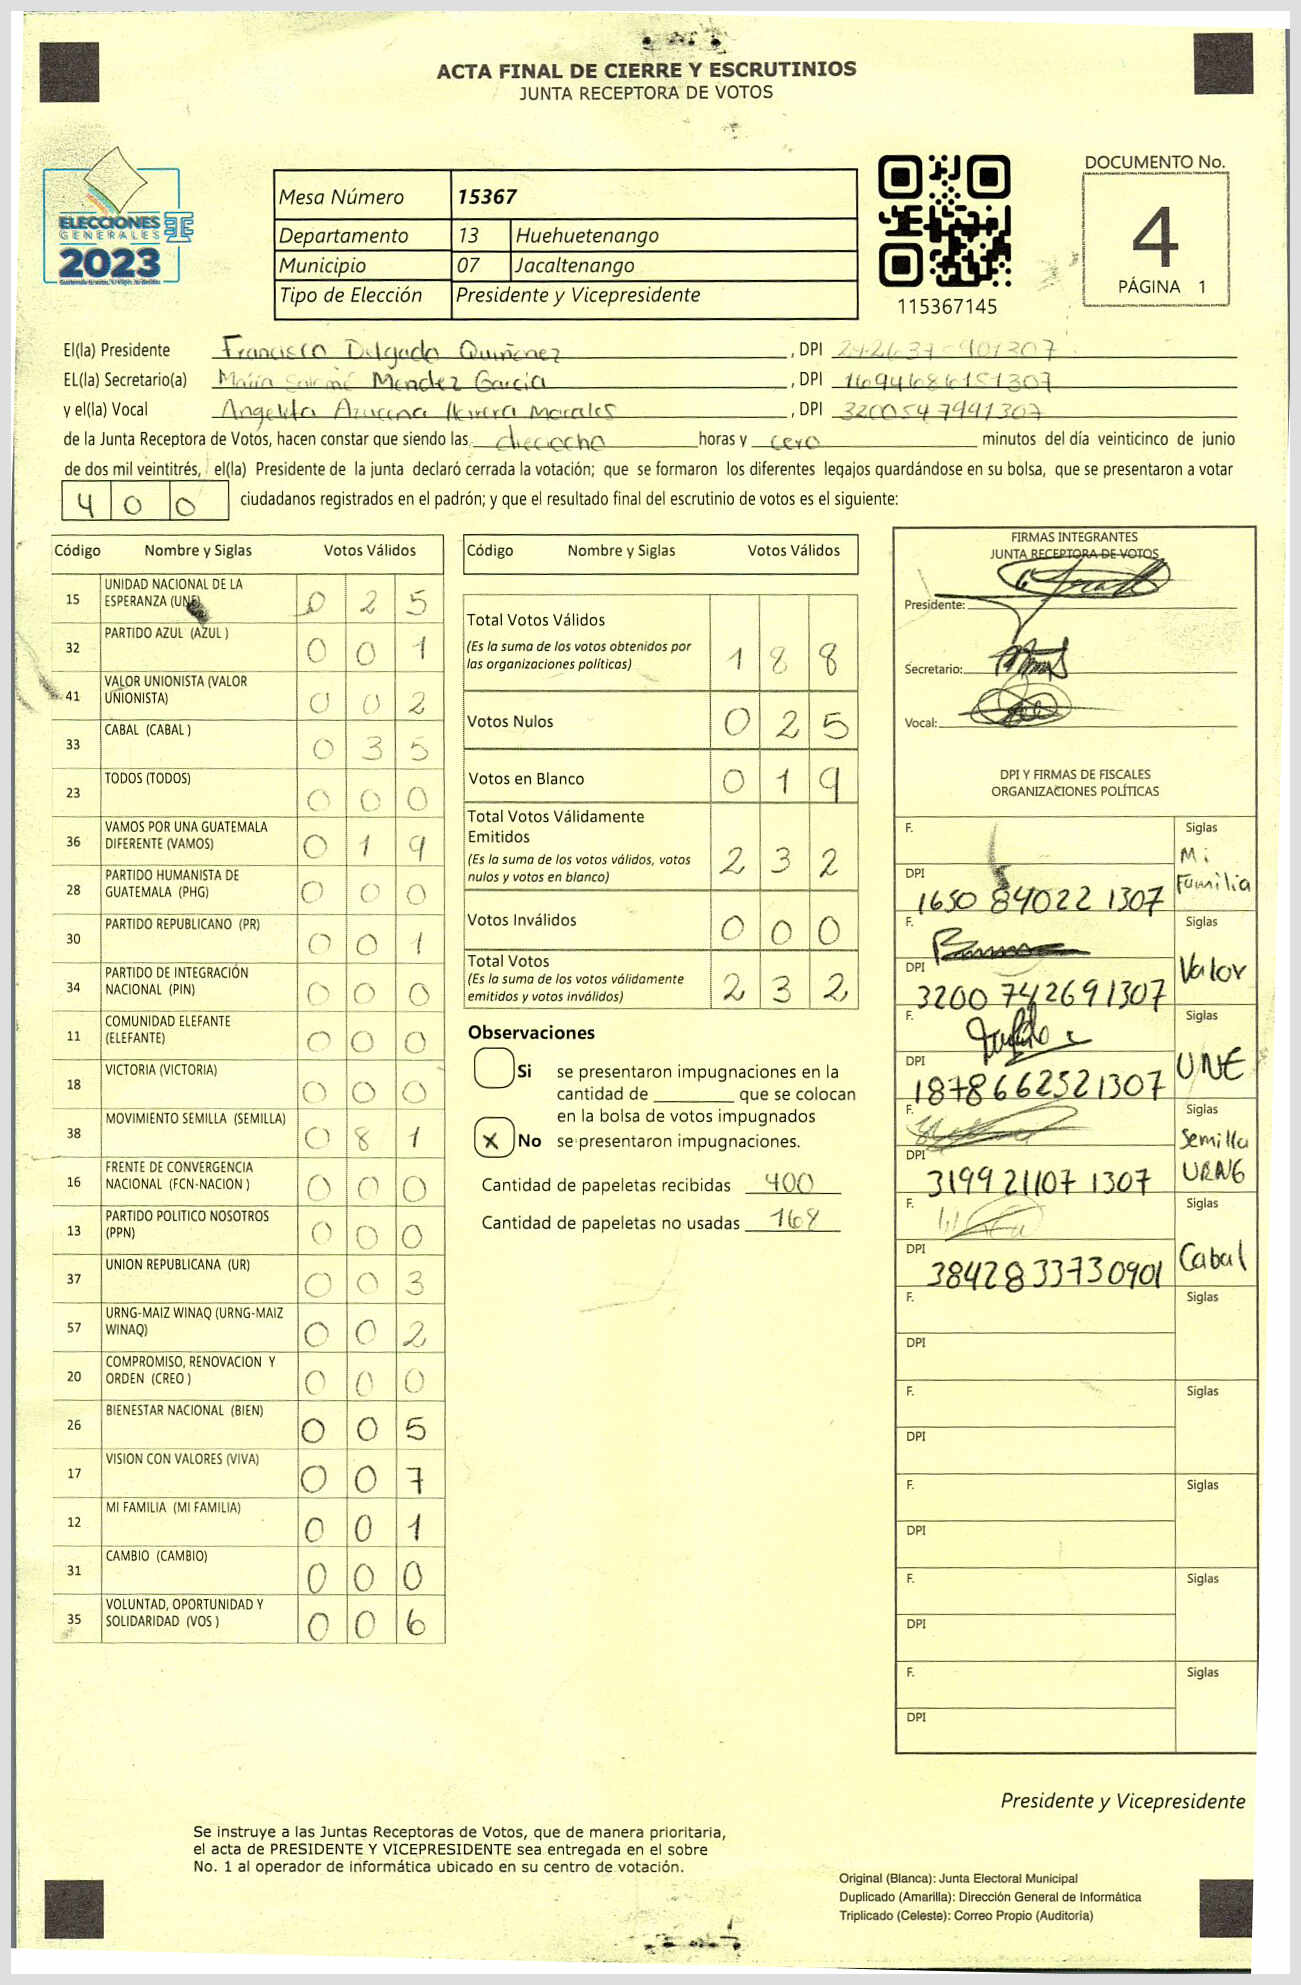 ACTA FINAL DE CIERRE Y ESCRUTINIOS
JUNTA RECEPTORA DE VOTOS
ELECCIONES
GENERALES
2023
Mesa Número 15367
Departamento 13 Huehuetenango
Municipio 07 Jacaltenango
Tipo de Elección Presidente y Vicepresidente
115367145
DOCUMENTO No.
4
PÁGINA 1
El(la) Presidente Francisco Delgado Quiñonez , DPI
EL(la) Secretario(a) María Salomé Mendez García , DPI 1694686151307
y el(la) Vocal Angelita Azucena Herrera Morales , DPI 3200547991307
de la Junta Receptora de Votos, hacen constar que siendo las dieciocho horas y cero minutos del día veinticinco de junio
de dos mil veintitrés, el(la) Presidente de la junta declaró cerrada la votación; que se formaron los diferentes legajos quardándose en su bolsa, que se presentaron a votar
400 ciudadanos registrados en el padrón; y que el resultado final del escrutinio de votos es el siguiente:
Código Nombre y Siglas Votos Válidos
15 UNIDAD NACIONAL DE LA ESPERANZA (UNE) 0 2 5
32 PARTIDO AZUL (AZUL ) 0 0 1
41 VALOR UNIONISTA (VALOR UNIONISTA) 0 0 2
33 CABAL (CABAL ) 0 3 5
23 TODOS (TODOS) 0 0 0
36 VAMOS POR UNA GUATEMALA DIFERENTE (VAMOS) 0 1 9
28 PARTIDO HUMANISTA DE GUATEMALA (PHG) 0 0 0
30 PARTIDO REPUBLICANO (PR) 0 0 1
34 PARTIDO DE INTEGRACIÓN NACIONAL (PIN) 0 0 0
11 COMUNIDAD ELEFANTE (ELEFANTE) 0 0 0
18 VICTORIA (VICTORIA) 0 0 0
38 MOVIMIENTO SEMILLA (SEMILLA) 0 8 1
16 FRENTE DE CONVERGENCIA NACIONAL (FCN-NACION ) 0 0 0
13 PARTIDO POLITICO NOSOTROS (PPN) 0 0 0
37 UNION REPUBLICANA (UR) 0 0 3
57 URNG-MAIZ WINAQ (URNG-MAIZ WINAQ) 0 0 2
20 COMPROMISO, RENOVACION Y ORDEN (CREO ) 0 0 0
26 BIENESTAR NACIONAL (BIEN) 0 0 5
17 VISION CON VALORES (VIVA) 0 0 7
12 MI FAMILIA (MI FAMILIA) 0 0 1
31 CAMBIO (CAMBIO) 0 0 0
35 VOLUNTAD, OPORTUNIDAD Y SOLIDARIDAD (VOS ) 0 0 6
Código Nombre y Siglas Votos Válidos
Total Votos Válidos 1 8 8
(Es la suma de los votos obtenidos por
las organizaciones políticas)
Votos Nulos 0 2 5
Votos en Blanco 0 1 9
Total Votos Válidamente
Emitidos 2 3 2
(Es la suma de los votos válidos, votos
nulos y votos en blanco)
Votos Inválidos 0 0 0
Total Votos 2 3 2
(Es la suma de los votos válidamente
emitidos y votos inválidos)
Observaciones
Si se presentaron impugnaciones en la
cantidad de ________ que se colocan
en la bolsa de votos impugnados
X No se presentaron impugnaciones.
Cantidad de papeletas recibidas 400
Cantidad de papeletas no usadas 168
FIRMAS INTEGRANTES
JUNTA RECEPTORA DE VOTOS
Presidente:
Secretario:
Vocal:
DPI Y FIRMAS DE FISCALES
ORGANIZACIONES POLÍTICAS
F. Siglas Mi Familia
DPI 1650 84022 1307
F. Siglas Valor
DPI 3200 742691307
F. Siglas UNE
DPI 1878662521307
F. Siglas Semilla URNG
DPI 3199 21107 1307
F. Siglas Cabal
DPI 3842833730901
F. Siglas
DPI
F. Siglas
DPI
F. Siglas
DPI
F. Siglas
DPI
F. Siglas
DPI
Presidente y Vicepresidente
Se instruye a las Juntas Receptoras de Votos, que de manera prioritaria,
el acta de PRESIDENTE Y VICEPRESIDENTE sea entregada en el sobre
No. 1 al operador de informática ubicado en su centro de votación.
Original (Blanca): Junta Electoral Municipal
Duplicado (Amarilla): Dirección General de Informática
Triplicado (Celeste): Correo Propio (Auditoria)